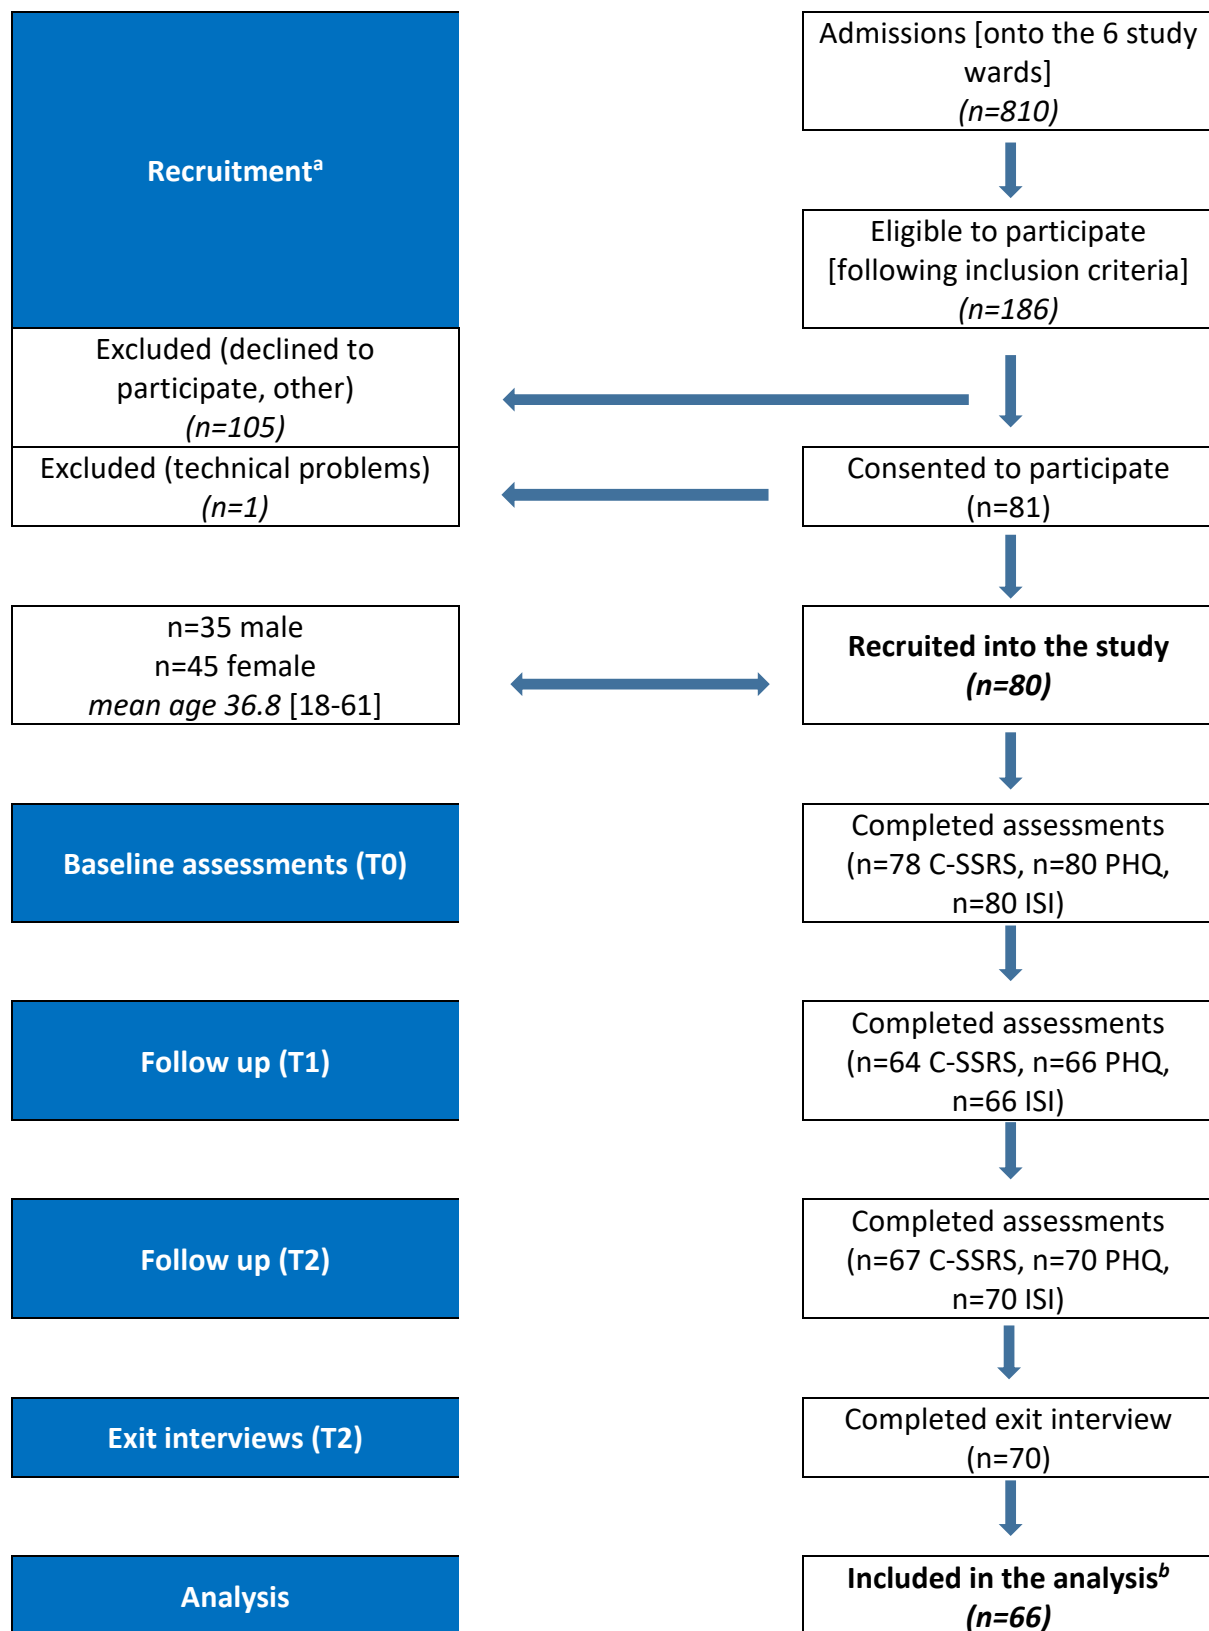 Admissions [onto the 6 study
wards]
(n=810)
Recruitmentᵃ
Eligible to participate
[following inclusion criteria]
(n=186)
Excluded (declined to
participate, other)
(n=105)
Excluded (technical problems)
(n=1)
Consented to participate
(n=81)
n=35 male
n=45 female
mean age 36.8 [18-61]
Recruited into the study
(n=80)
Baseline assessments (T0)
Completed assessments
(n=78 C-SSRS, n=80 PHQ,
n=80 ISI)
Follow up (T1)
Completed assessments
(n=64 C-SSRS, n=66 PHQ,
n=66 ISI)
Follow up (T2)
Completed assessments
(n=67 C-SSRS, n=70 PHQ,
n=70 ISI)
Exit interviews (T2)
Completed exit interview
(n=70)
Analysis
Included in the analysisᵇ
(n=66)